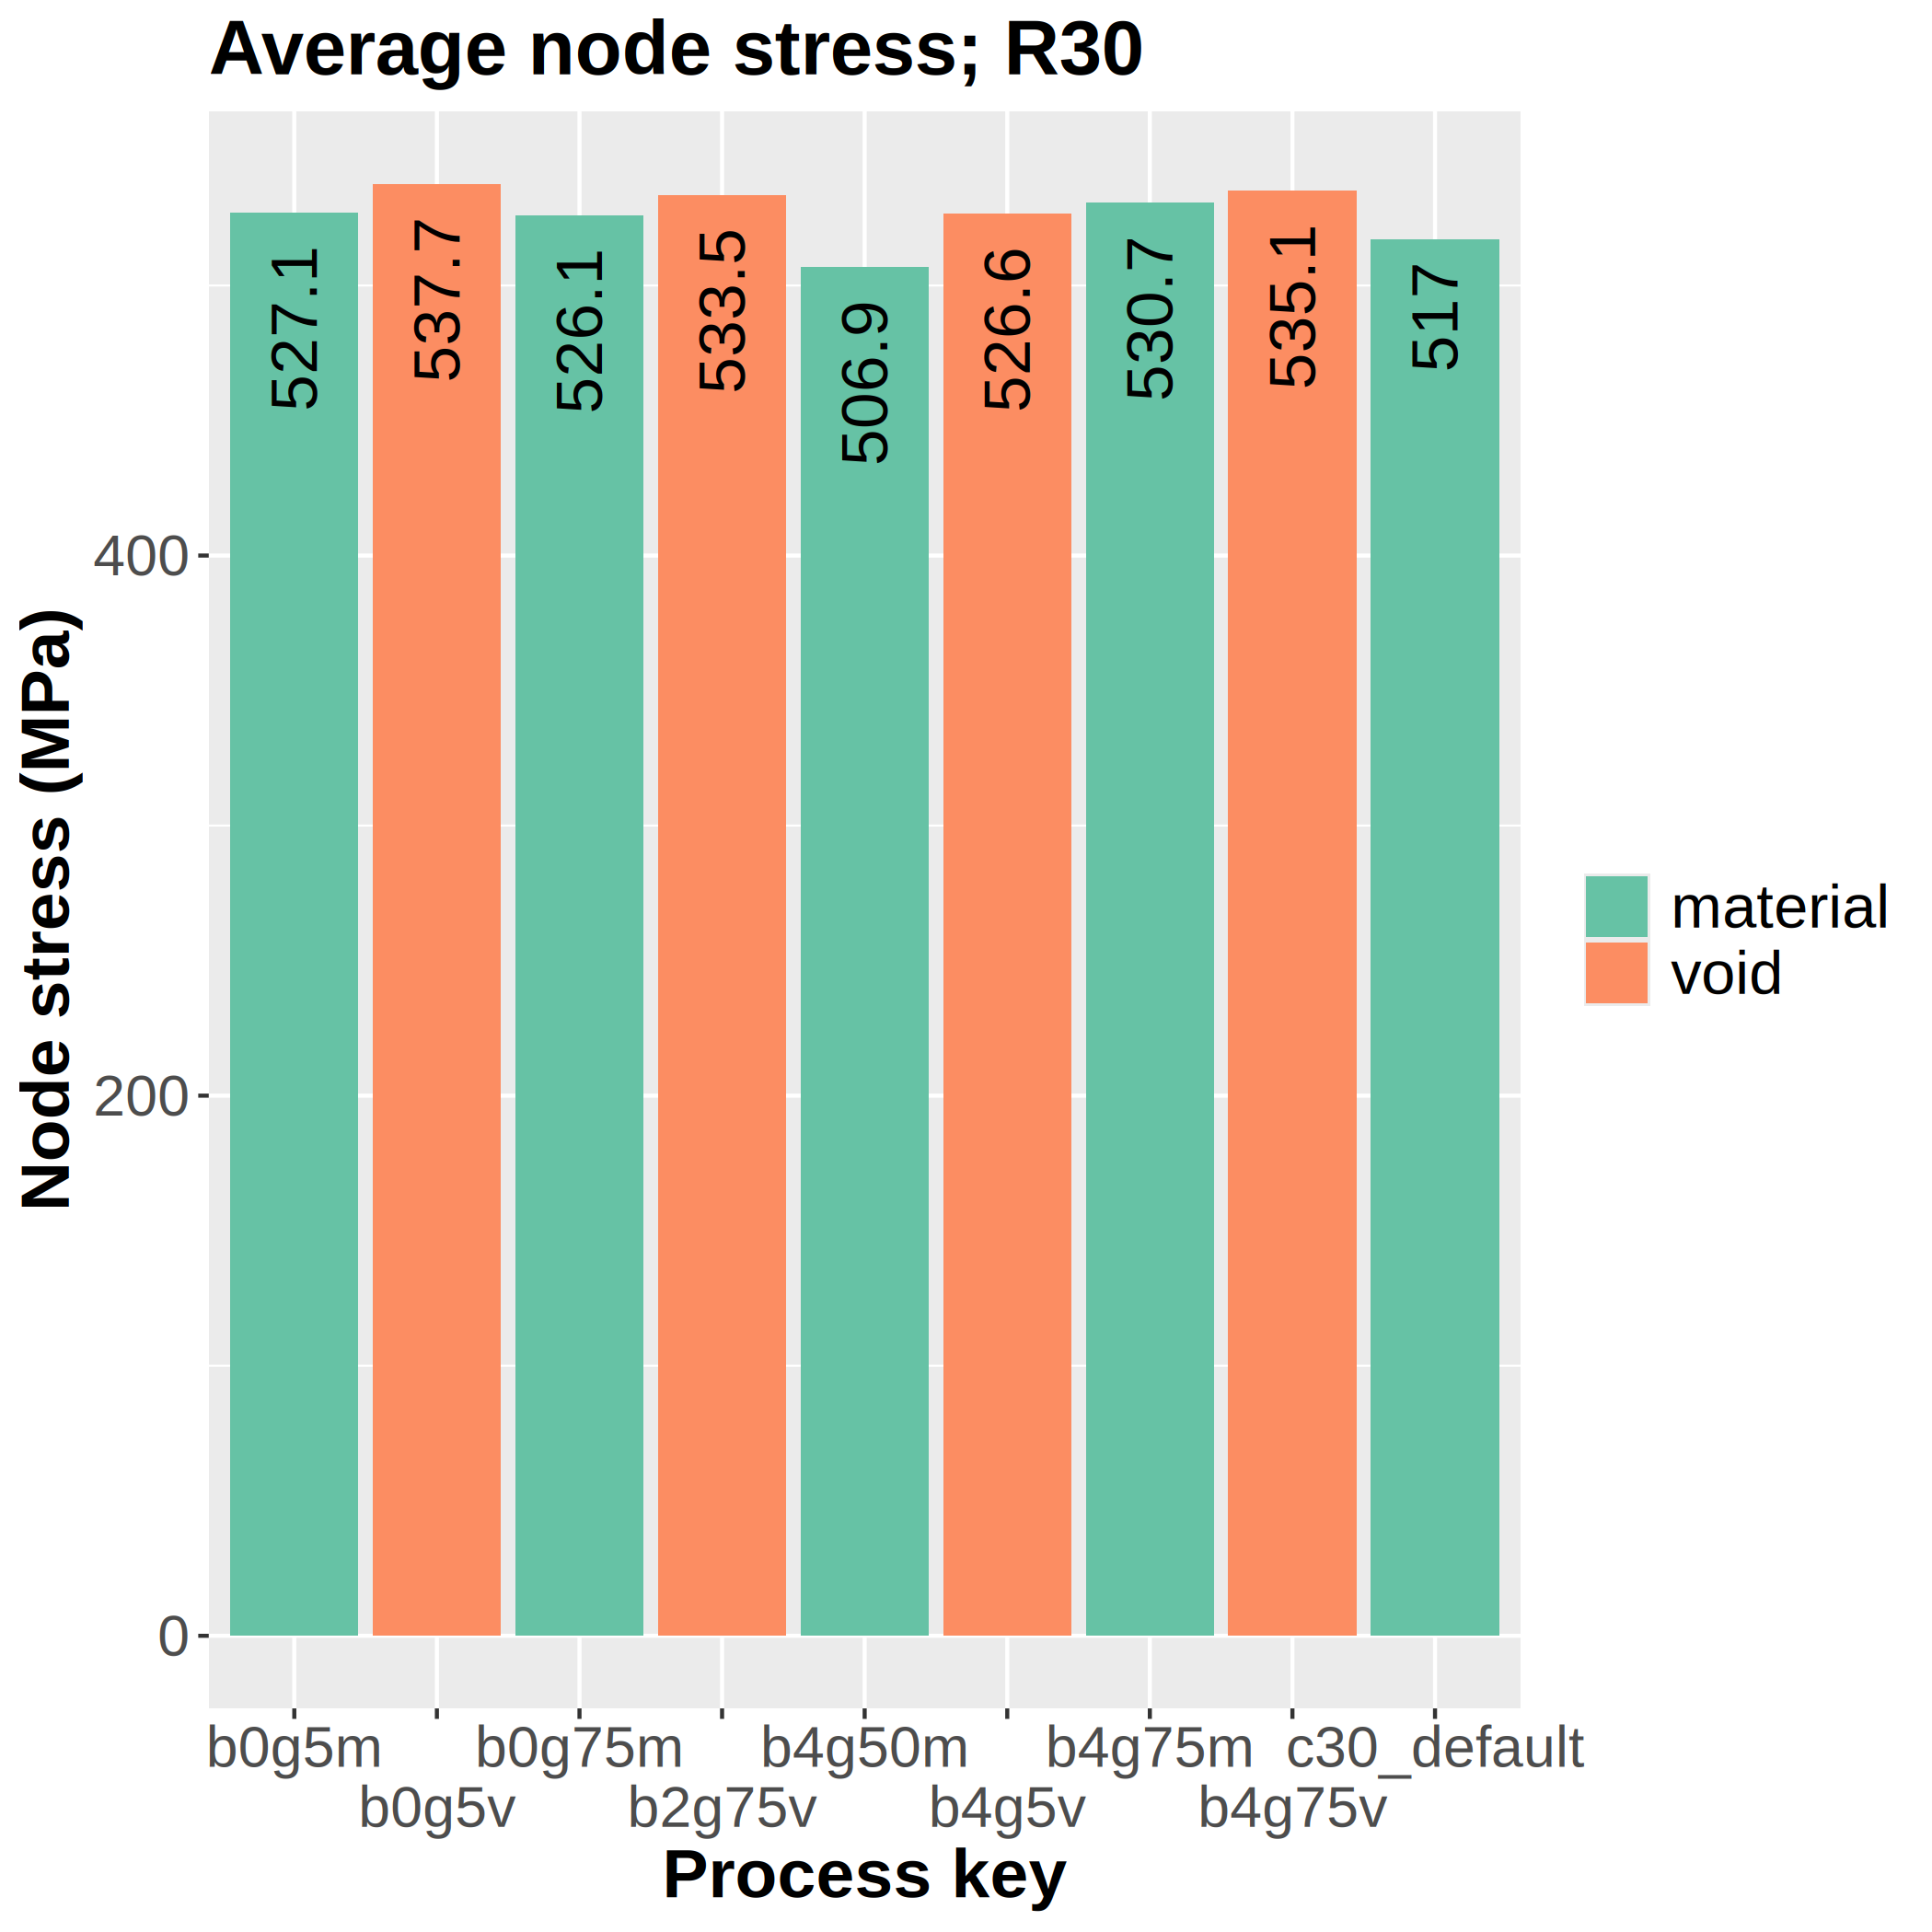 Average node stress; R30
Node stress (MPa)
400
200
0
527.1
537.7
526.1
533.5
506.9
526.6
530.7
535.1
517
b0g5m
b0g5v
b0g75m
b2g75v
b4g50m
b4g5v
b4g75m
b4g75v
c30_default
Process key
material
void